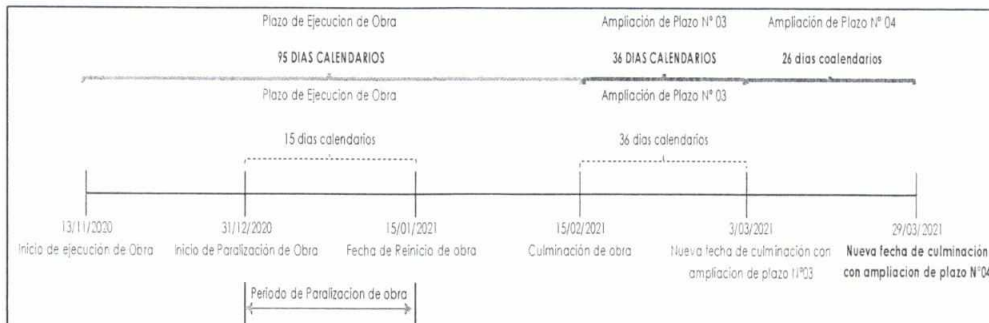 Plazo de Ejecucion de Obra Ampliación de Plazo N° 03 Ampliación de Plazo N° 04
95 DIAS CALENDARIOS 36 DIAS CALENDARIOS 26 dias coalendarios
Plazo de Ejecucion de Obra Ampliación de Plazo N° 03
15 dias calendarios 36 dias calendarios
13/11/2020 31/12/2020 15/01/2021 15/02/2021 3/03/2021 29/03/2021
Inicio de ejecución de Obra Inicio de Paralización de Obra Fecha de Reinicio de obra Culminación de obra Nueva fecha de culminación con Nueva fecha de culminación
ampliacion de plazo N°03 con ampliacion de plazo N°04
Periodo de Paralizacion de obra